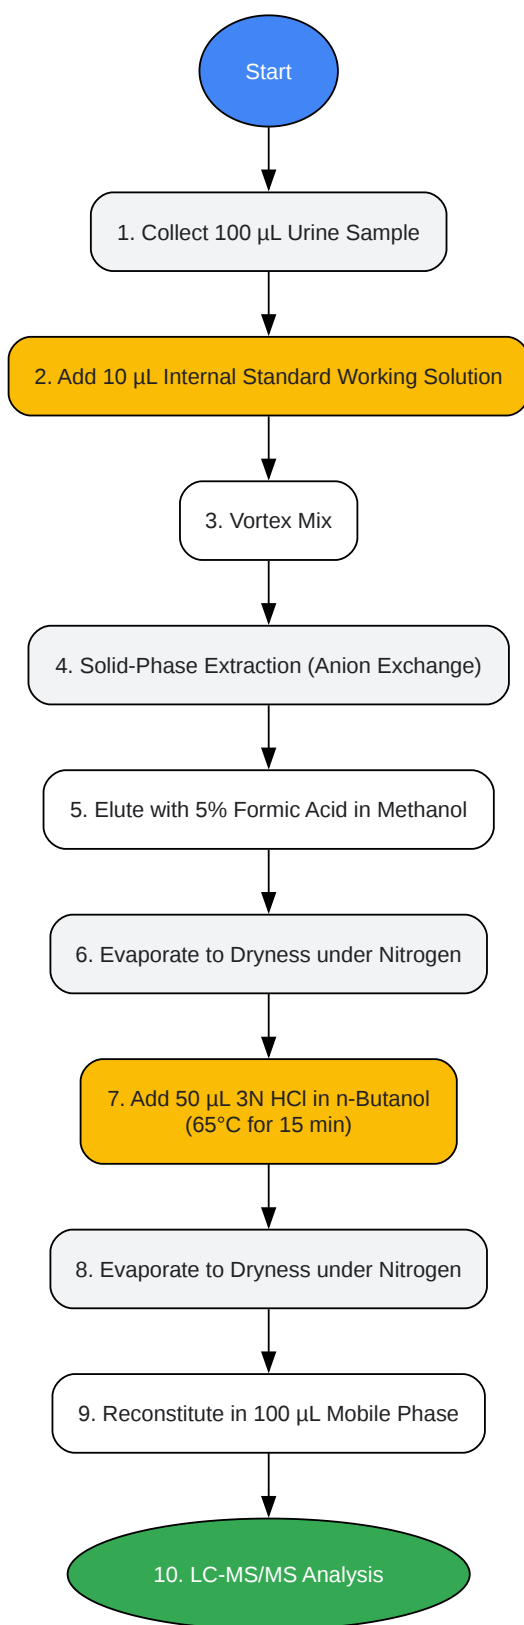 Start
1. Collect 100 µL Urine Sample
2. Add 10 µL Internal Standard Working Solution
3. Vortex Mix
4. Solid-Phase Extraction (Anion Exchange)
5. Elute with 5% Formic Acid in Methanol
6. Evaporate to Dryness under Nitrogen
7. Add 50 µL 3N HCl in n-Butanol
(65°C for 15 min)
8. Evaporate to Dryness under Nitrogen
9. Reconstitute in 100 µL Mobile Phase
10. LC-MS/MS Analysis